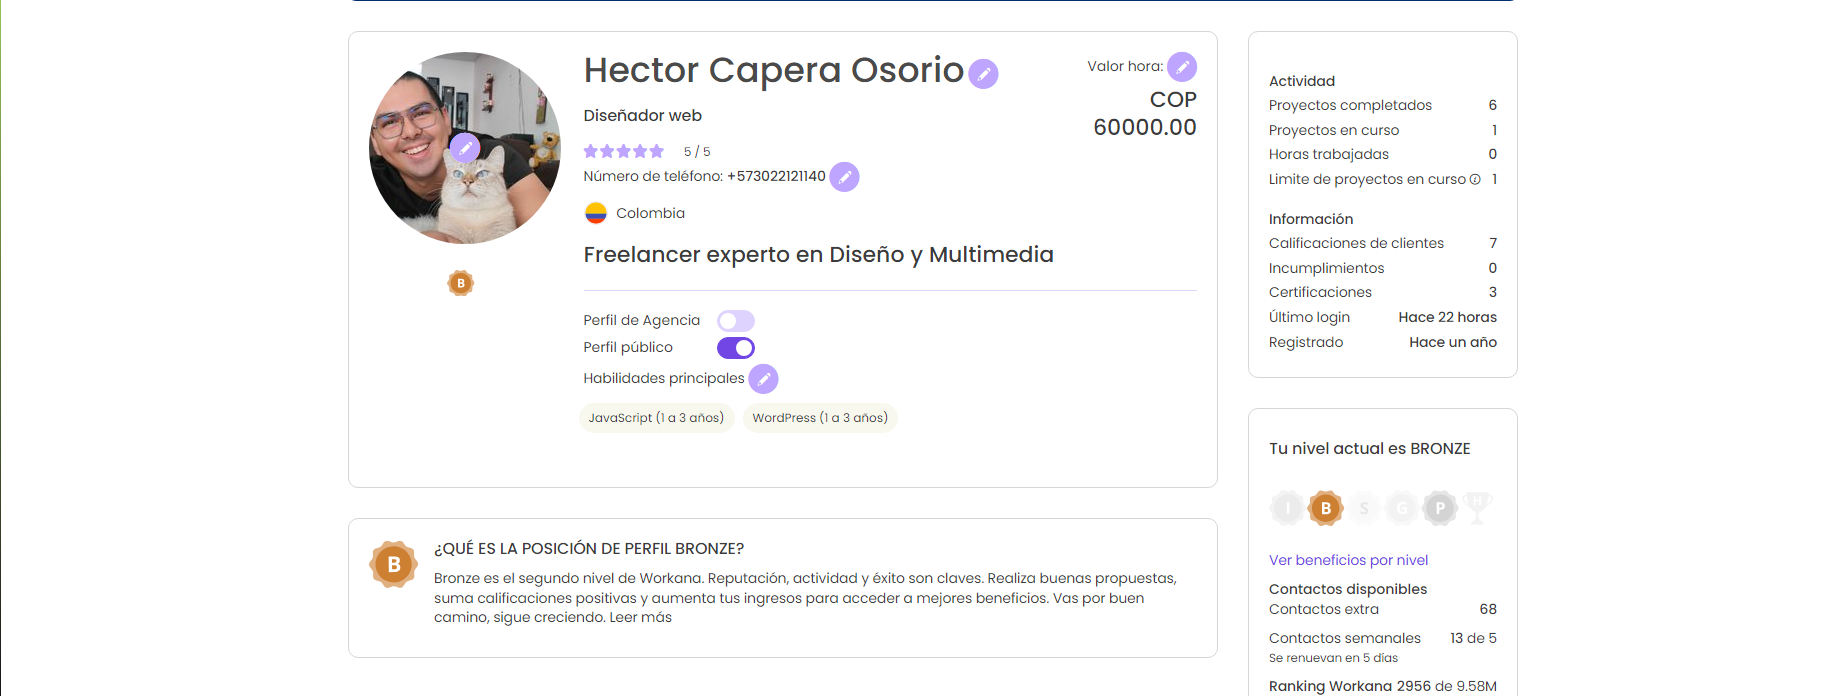 Hector Capera Osorio
Valor hora:
COP
60000.00
Diseñador web
5 / 5
Número de teléfono: +573022121140
Colombia
Freelancer experto en Diseño y Multimedia
Perfil de Agencia
Perfil público
Habilidades principales
JavaScript (1 a 3 años) WordPress (1 a 3 años)
B
B
¿QUÉ ES LA POSICIÓN DE PERFIL BRONZE?
Bronze es el segundo nivel de Workana. Reputación, actividad y éxito son claves. Realiza buenas propuestas,
suma calificaciones positivas y aumenta tus ingresos para acceder a mejores beneficios. Vas por buen
camino, sigue creciendo. Leer más
Actividad
Proyectos completados 6
Proyectos en curso 1
Horas trabajadas 0
Limite de proyectos en curso 1
Información
Calificaciones de clientes 7
Incumplimientos 0
Certificaciones 3
Último login Hace 22 horas
Registrado Hace un año
Tu nivel actual es BRONZE
I B S G P H
Ver beneficios por nivel
Contactos disponibles
Contactos extra 68
Contactos semanales 13 de 5
Se renuevan en 5 días
Ranking Workana 2956 de 9.58M